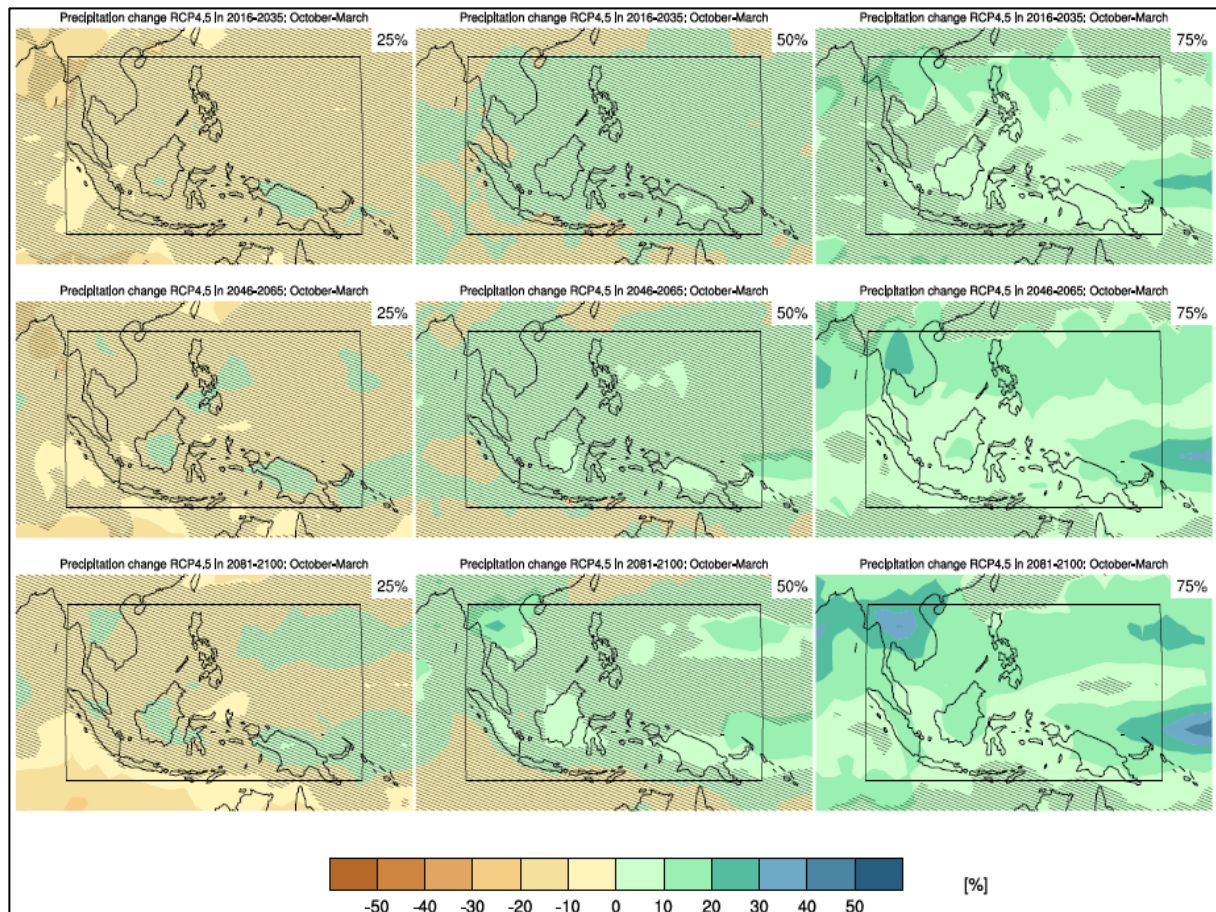 Precipitation change RCP4.5 in 2016-2035: October-March
25%
Precipitation change RCP4.5 in 2016-2035: October-March
50%
Precipitation change RCP4.5 in 2016-2035: October-March
75%
Precipitation change RCP4.5 in 2046-2065: October-March
25%
Precipitation change RCP4.5 in 2046-2065: October-March
50%
Precipitation change RCP4.5 in 2046-2065: October-March
75%
Precipitation change RCP4.5 in 2081-2100: October-March
25%
Precipitation change RCP4.5 in 2081-2100: October-March
50%
Precipitation change RCP4.5 in 2081-2100: October-March
75%
-50 -40 -30 -20 -10 0 10 20 30 40 50 [%]